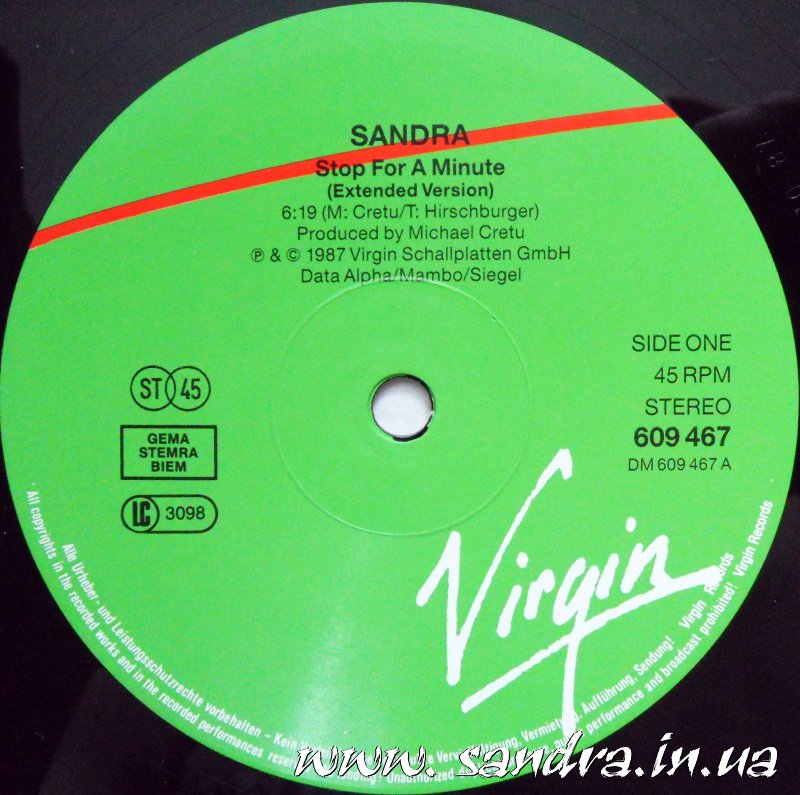 SANDRA
Stop For A Minute
(Extended Version)
6:19 (M: Cretu/T: Hirschburger)
Produced by Michael Cretu
℗ & © 1987 Virgin Schallplatten GmbH
Data Alpha/Mambo/Siegel
SIDE ONE
45 RPM
STEREO
609 467
DM 609 467 A
ST 45
GEMA
STEMRA
BIEM
LC 3098
Virgin
Alle Urheber- und Leistungsschutzrechte vorbehalten - Kein Vermietung, Aufführung, Sendung! Virgin Records
All copyrights in the recorded works and in the recorded performances performance and broadcast prohibited! Virgin Records
www. sandra.in.ua